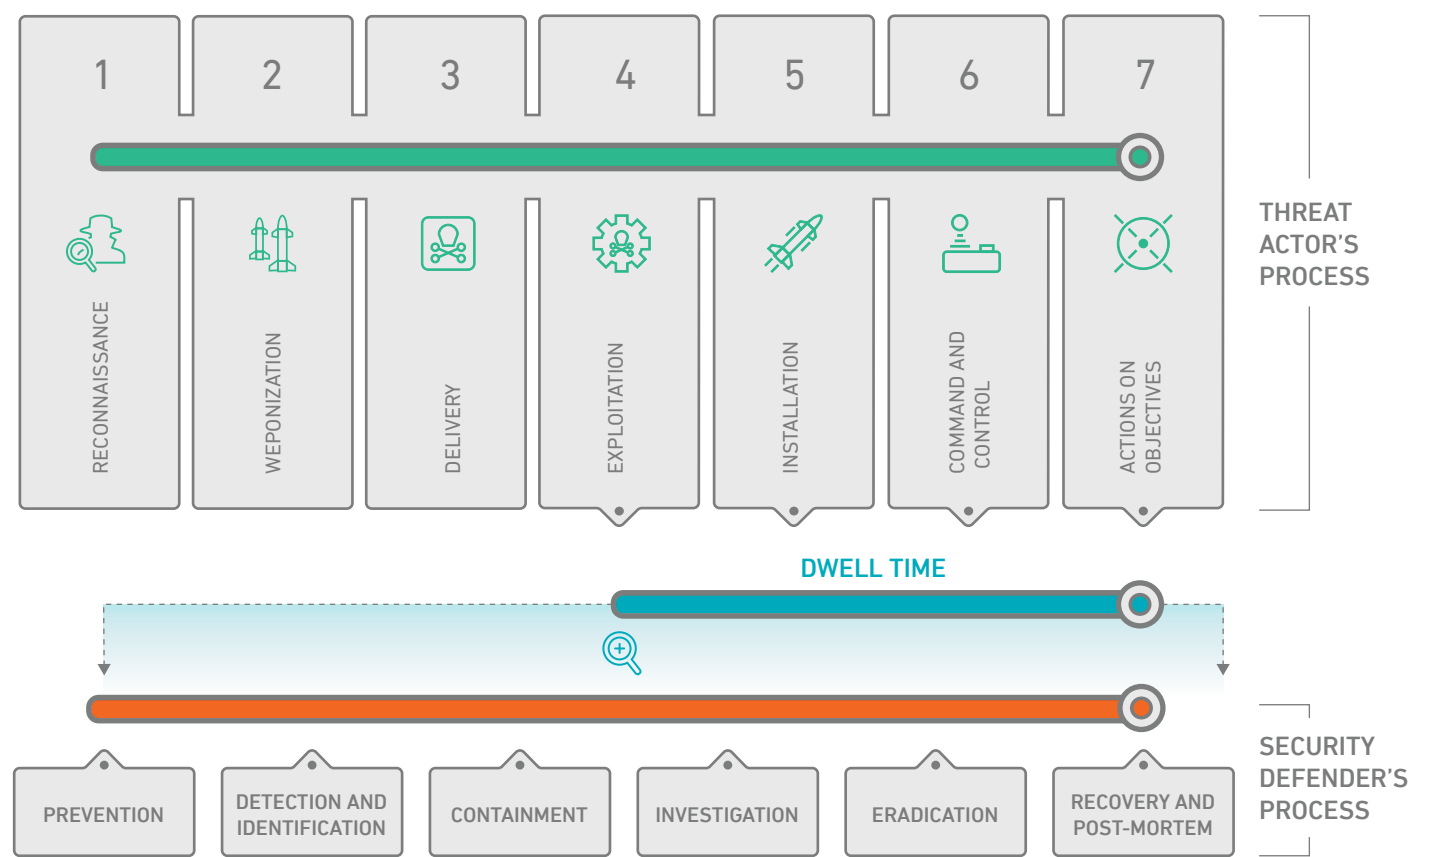 1
2
3
4
5
6
7
RECONNAISSANCE
WEPONIZATION
DELIVERY
EXPLOITATION
INSTALLATION
COMMAND AND
CONTROL
ACTIONS ON
OBJECTIVES
THREAT
ACTOR'S
PROCESS
DWELL TIME
PREVENTION
DETECTION AND
IDENTIFICATION
CONTAINMENT
INVESTIGATION
ERADICATION
RECOVERY AND
POST-MORTEM
SECURITY
DEFENDER'S
PROCESS